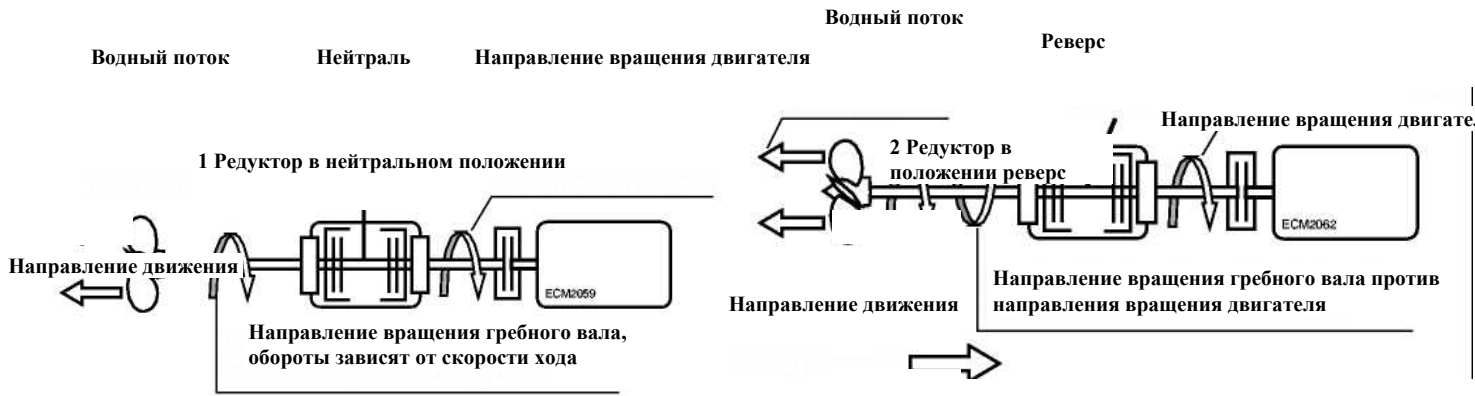 Водный поток
Нейтраль
Направление вращения двигателя
1 Редуктор в нейтральном положении
Направление движения
ECM2059
Направление вращения гребного вала,
обороты зависят от скорости хода
Водный поток
Реверс
Направление вращения двигате
2 Редуктор в
положении реверс
ECM2062
Направление движения
Направление вращения гребного вала против
направления вращения двигателя